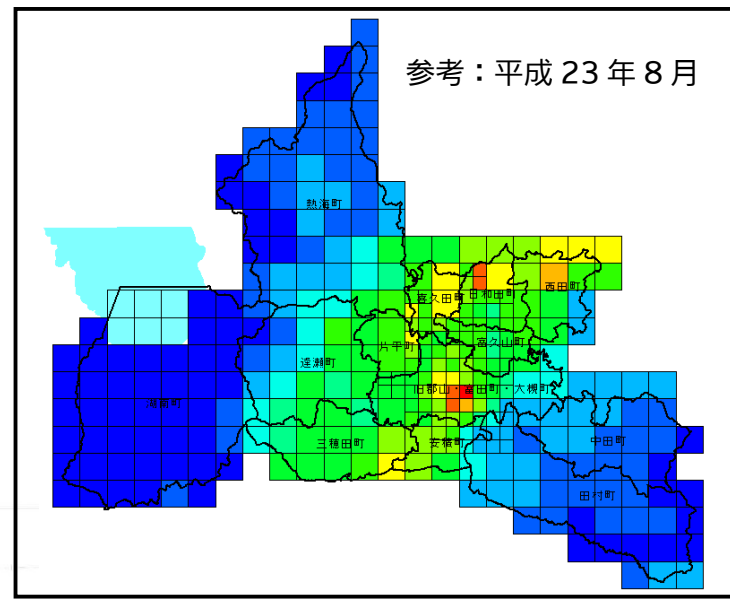 参考：平成 23 年 8 月
熱海町
喜久田町
日和田町
西田町
片平町
富久山町
逢瀬町
旧郡山・富田町・大槻町
湖南町
三穂田町
安積町
中田町
田村町